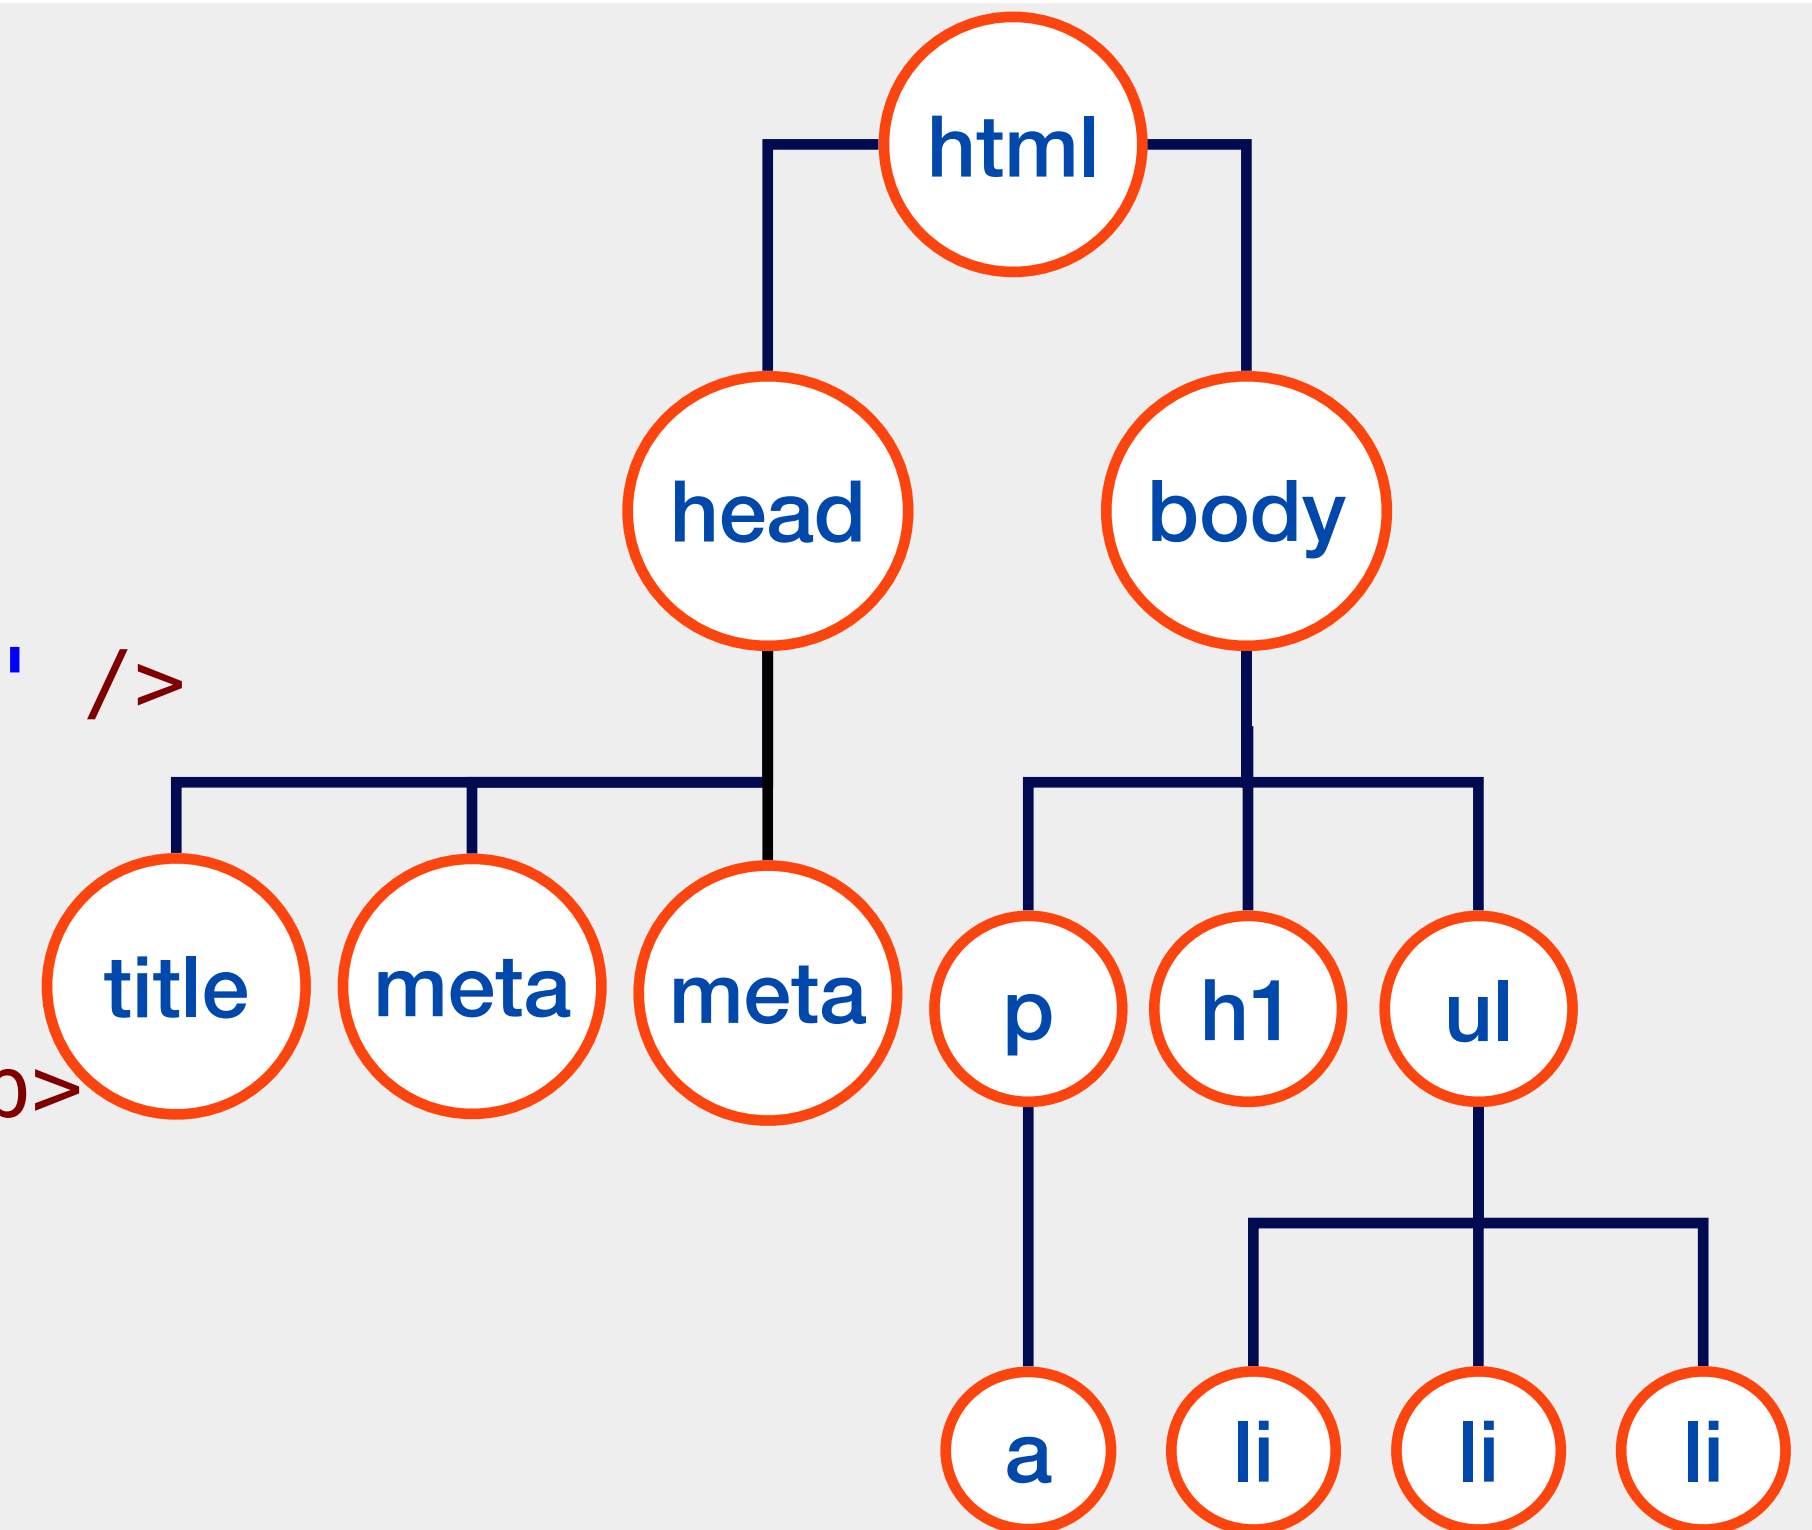 html
head body
" />
title meta meta p h1 ul
p>
a li li li